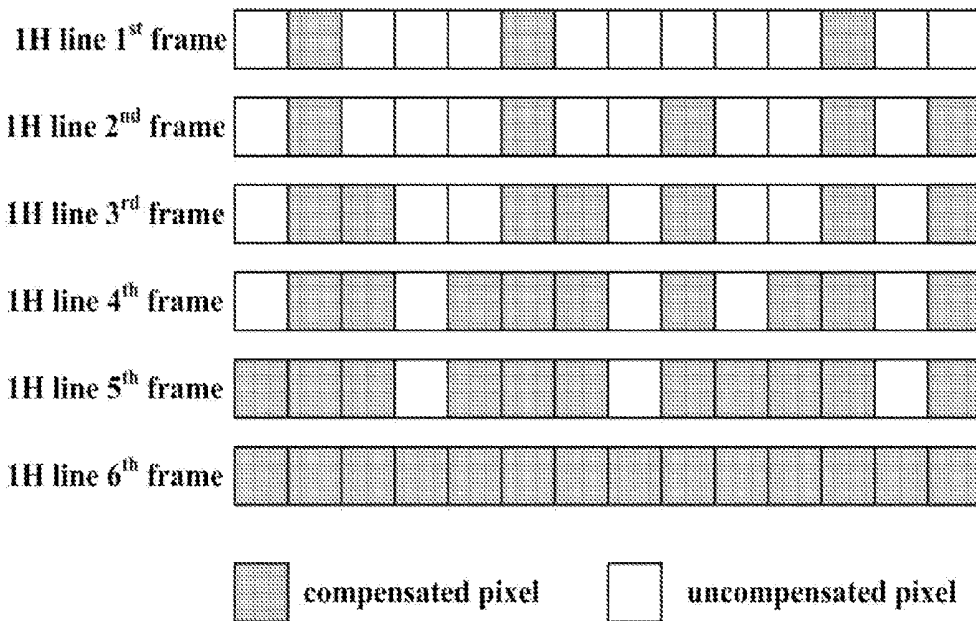 1H line 1st frame
1H line 2nd frame
1H line 3rd frame
1H line 4th frame
1H line 5th frame
1H line 6th frame
compensated pixel
uncompensated pixel